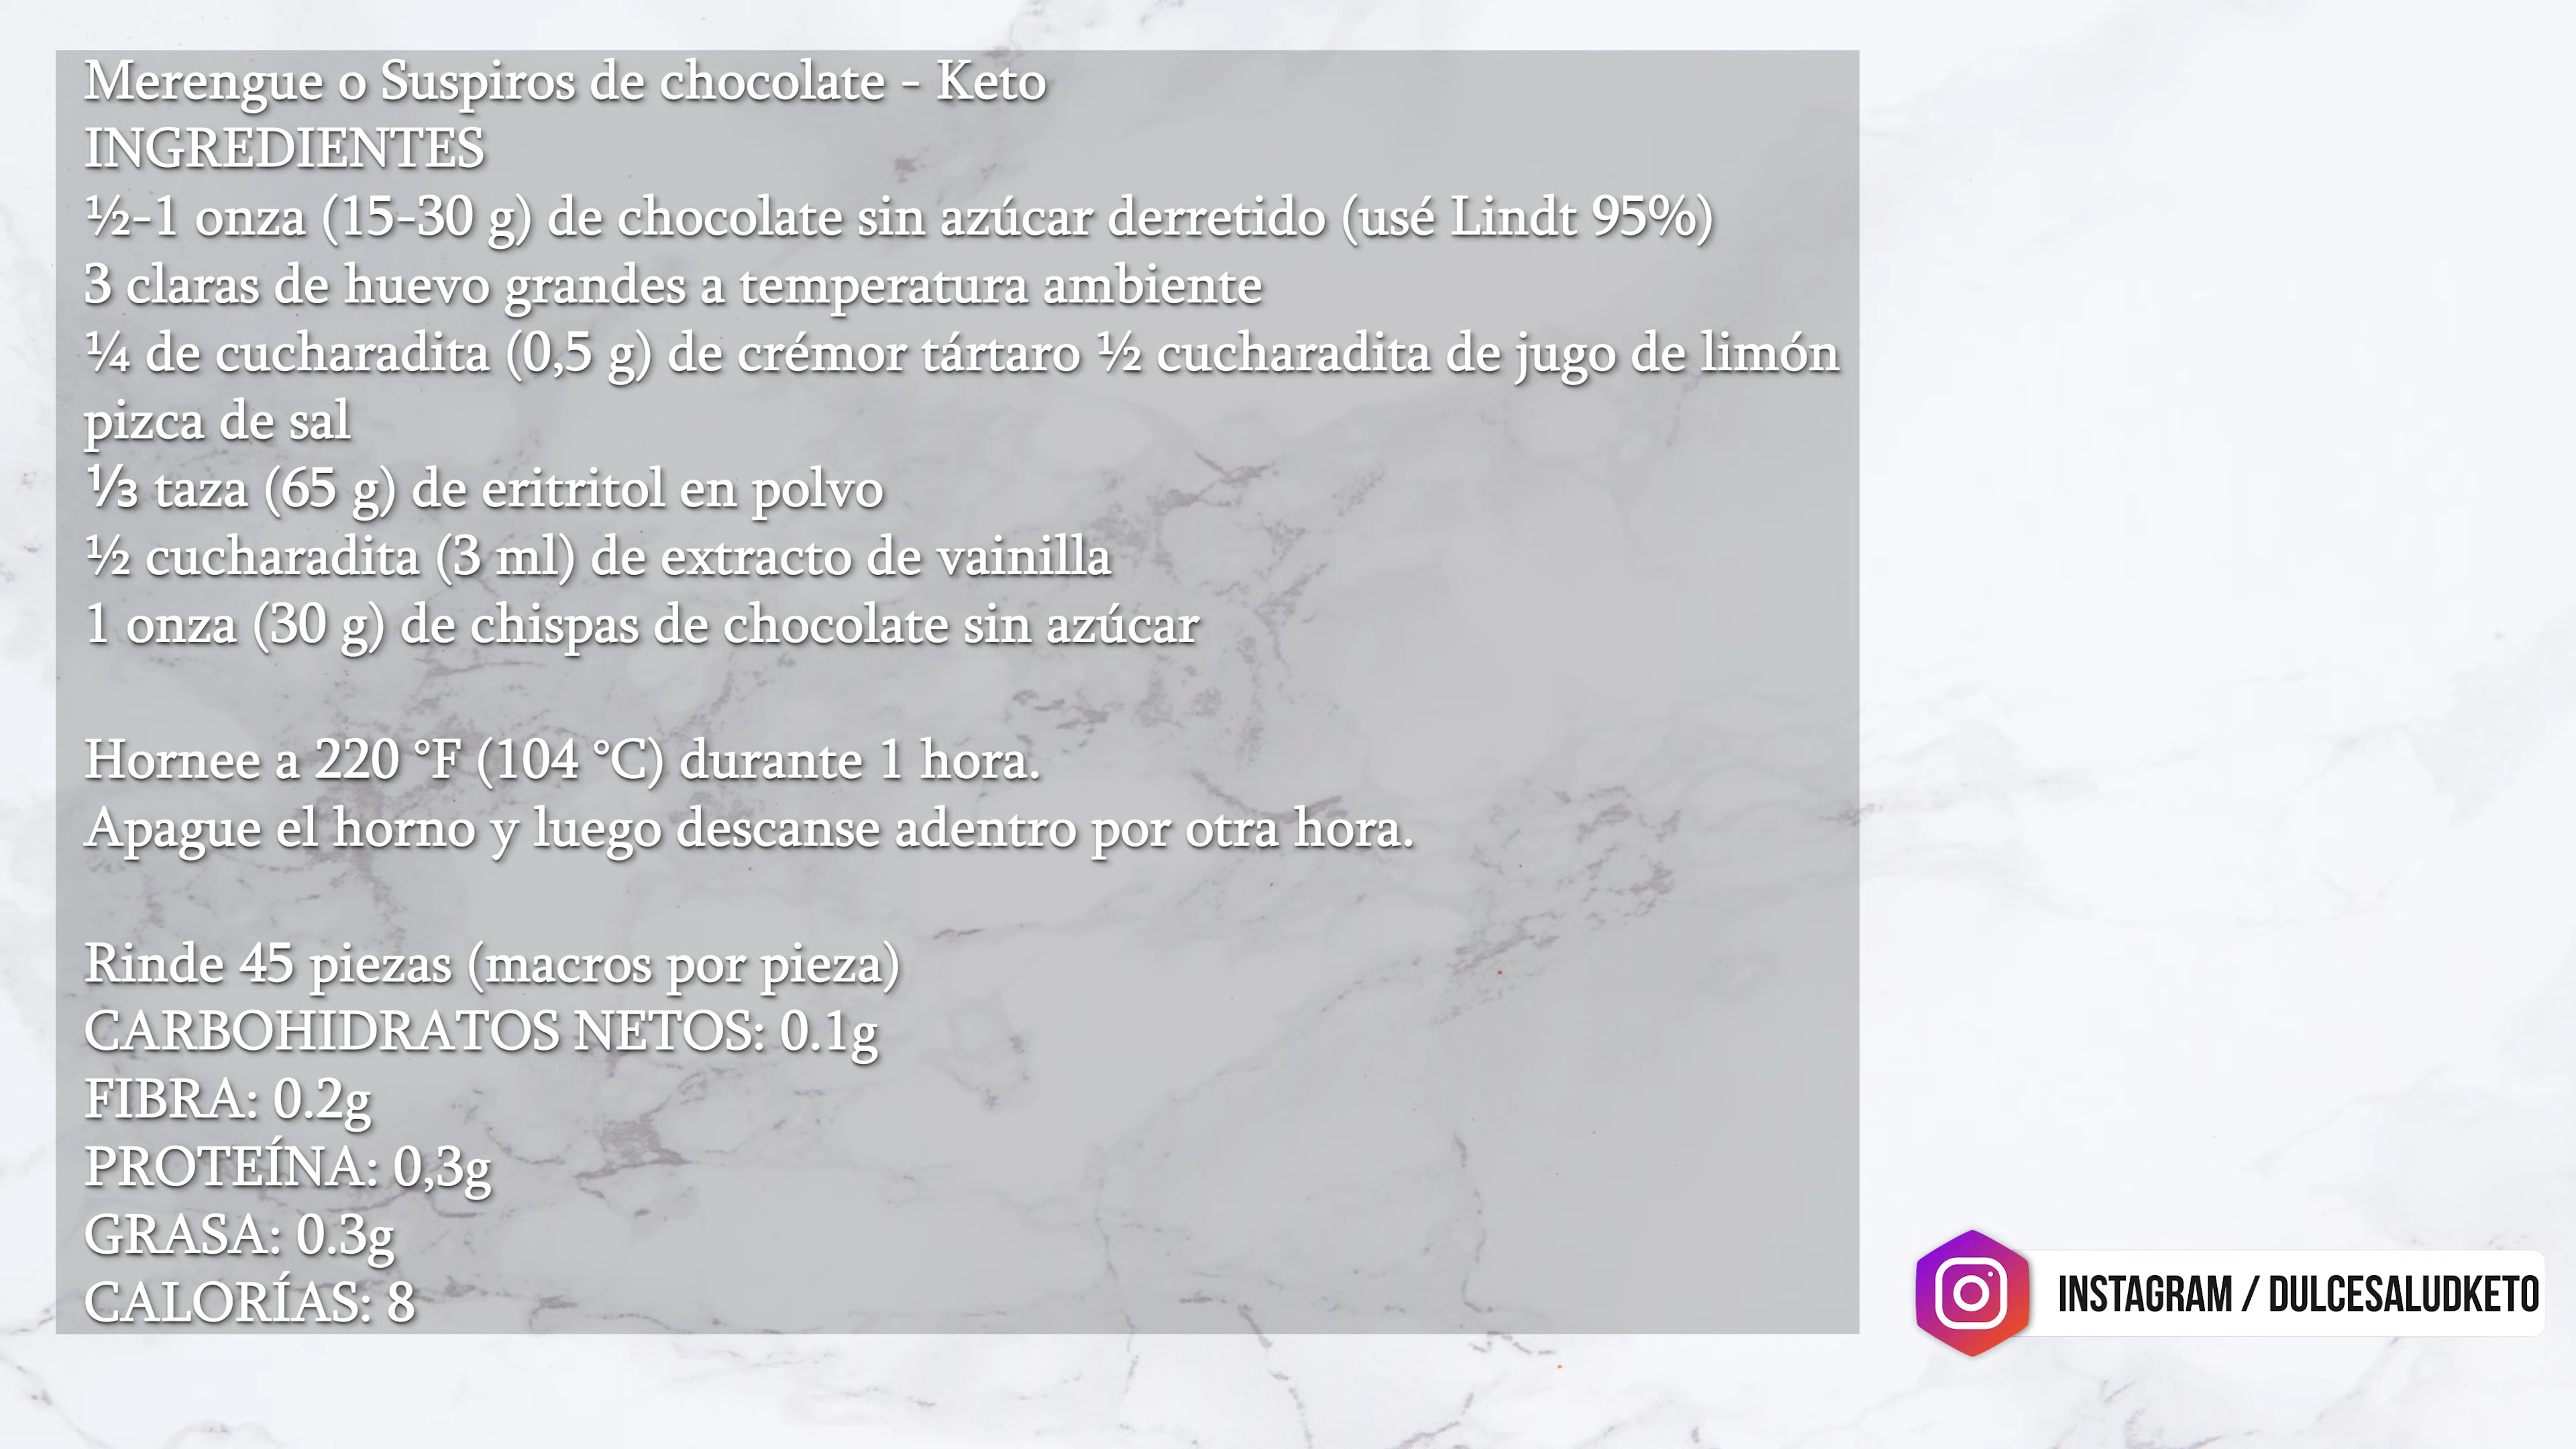 Merengue o Suspiros de chocolate - Keto
INGREDIENTES
½-1 onza (15-30 g) de chocolate sin azúcar derretido (usé Lindt 95%)
3 claras de huevo grandes a temperatura ambiente
¼ de cucharadita (0,5 g) de crémor tártaro ½ cucharadita de jugo de limón
pizca de sal
⅓ taza (65 g) de eritritol en polvo
½ cucharadita (3 ml) de extracto de vainilla
1 onza (30 g) de chispas de chocolate sin azúcar
Hornee a 220 °F (104 °C) durante 1 hora.
Apague el horno y luego descanse adentro por otra hora.
Rinde 45 piezas (macros por pieza)
CARBOHIDRATOS NETOS: 0.1g
FIBRA: 0.2g
PROTEÍNA: 0,3g
GRASA: 0.3g
CALORÍAS: 8
INSTAGRAM / DULCESALUDKETO